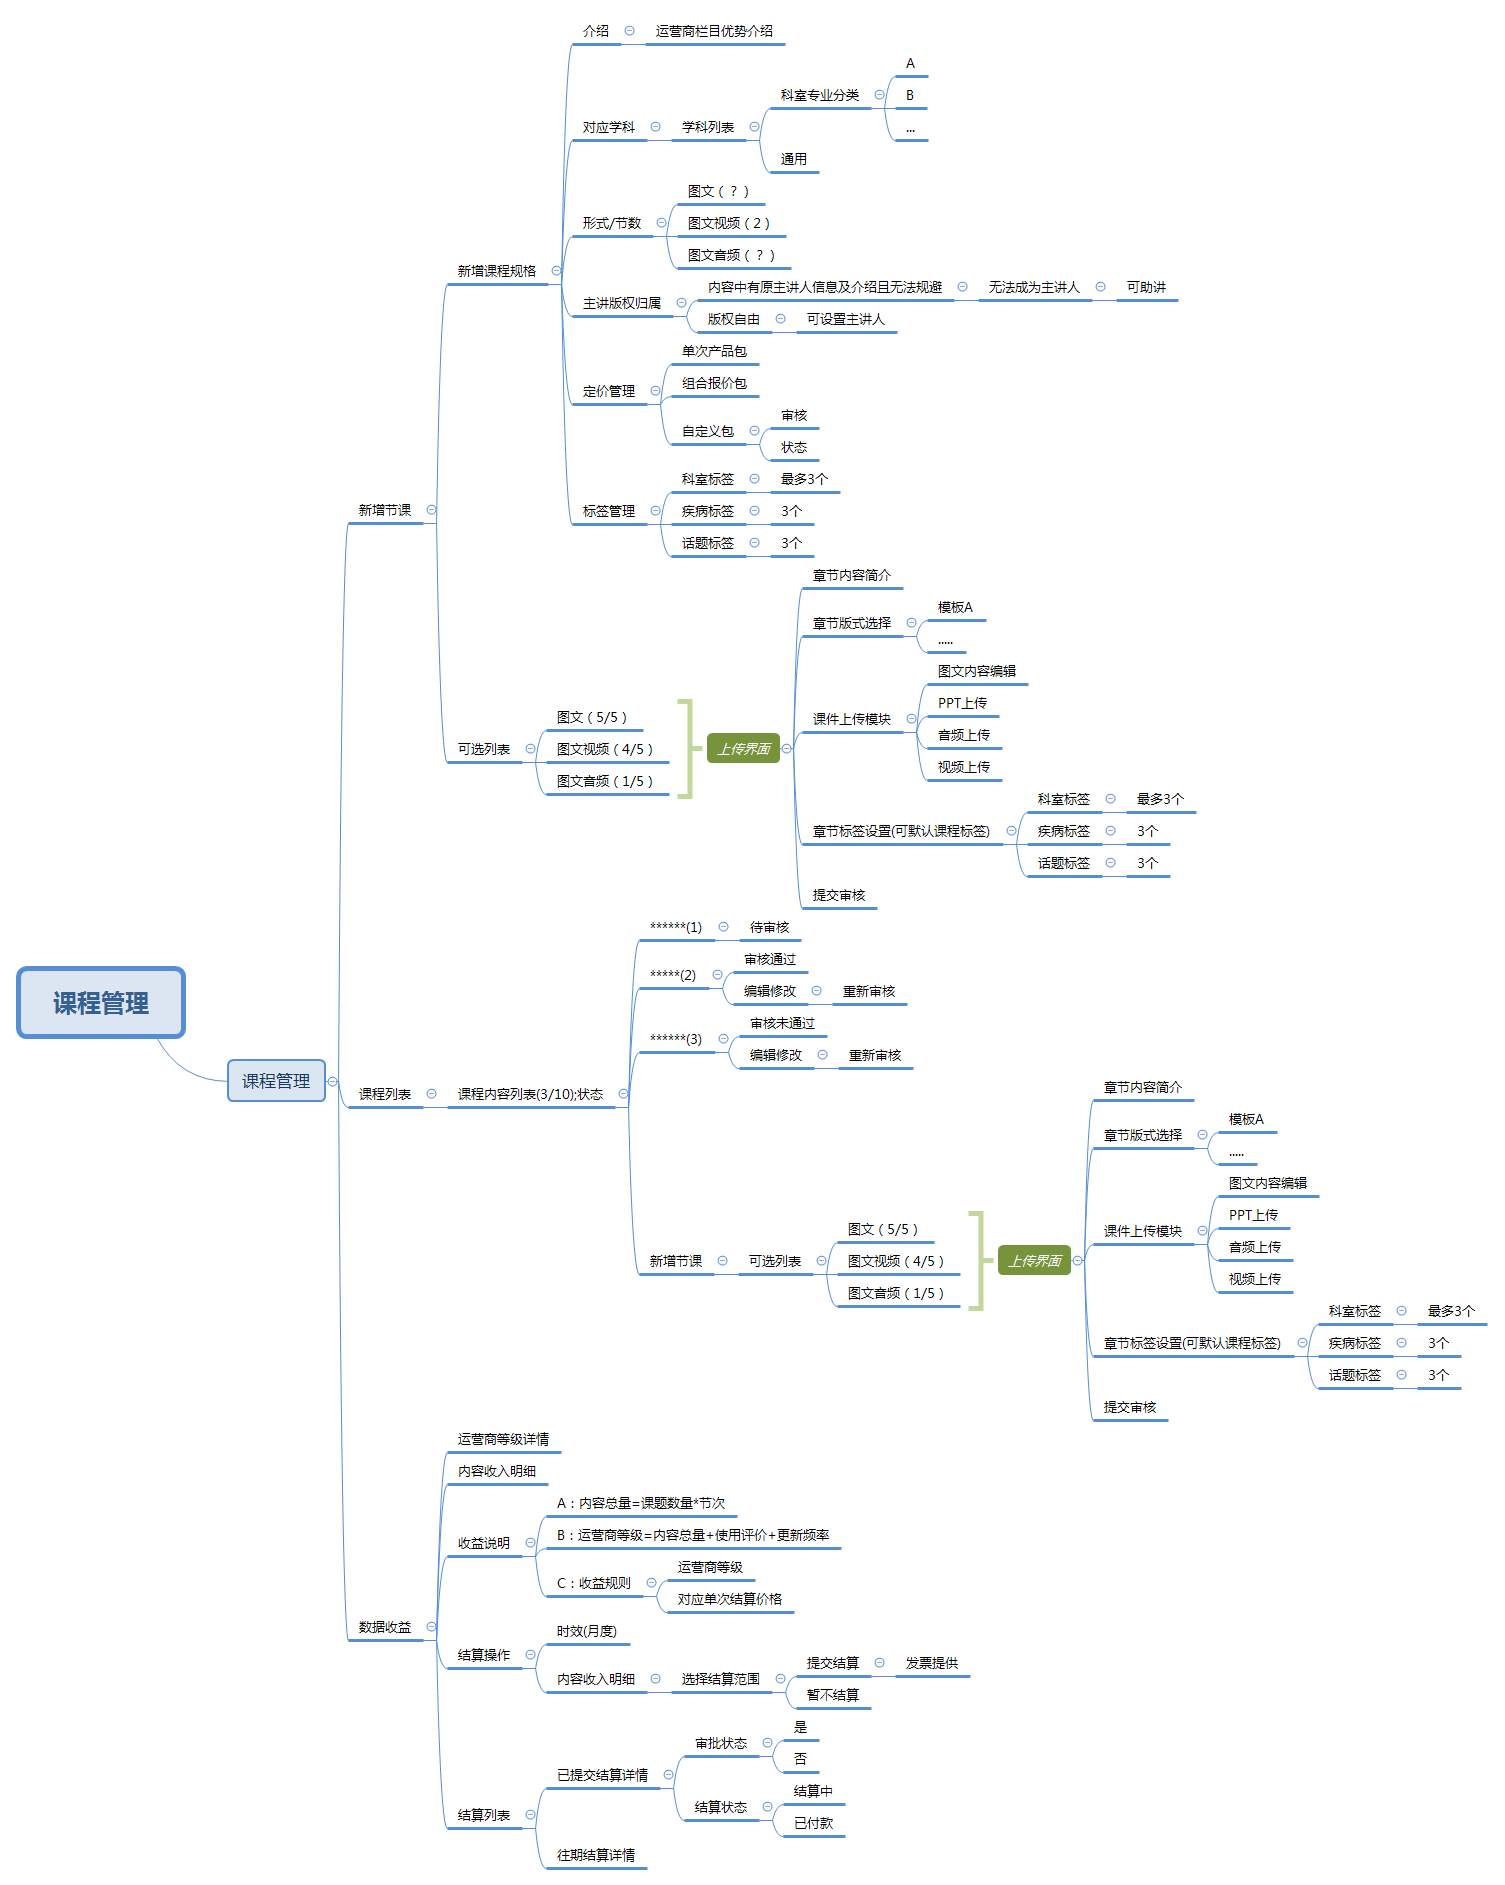 课程管理
课程管理
新增节课
新增课程规格
介绍
运营商栏目优势介绍
对应学科
学科列表
科室专业分类
A
B
...
通用
形式/节数
图文（？）
图文视频（2）
图文音频（？）
主讲版权归属
内容中有原主讲人信息及介绍且无法规避
无法成为主讲人
可助讲
版权自由
可设置主讲人
定价管理
单次产品包
组合报价包
自定义包
审核
状态
标签管理
科室标签
最多3个
疾病标签
3个
话题标签
3个
可选列表
图文（5/5）
图文视频（4/5）
图文音频（1/5）
上传界面
章节内容简介
章节版式选择
模板A
.....
课件上传模块
图文内容编辑
PPT上传
音频上传
视频上传
章节标签设置(可默认课程标签)
科室标签
最多3个
疾病标签
3个
话题标签
3个
提交审核
课程列表
课程内容列表(3/10);状态
******(1)
待审核
*****(2)
审核通过
编辑修改
重新审核
******(3)
审核未通过
编辑修改
重新审核
新增节课
可选列表
图文（5/5）
图文视频（4/5）
图文音频（1/5）
上传界面
章节内容简介
章节版式选择
模板A
.....
课件上传模块
图文内容编辑
PPT上传
音频上传
视频上传
章节标签设置(可默认课程标签)
科室标签
最多3个
疾病标签
3个
话题标签
3个
提交审核
数据收益
运营商等级详情
内容收入明细
收益说明
A：内容总量=课题数量*节次
B：运营商等级=内容总量+使用评价+更新频率
C：收益规则
运营商等级
对应单次结算价格
结算操作
时效(月度)
内容收入明细
选择结算范围
提交结算
发票提供
暂不结算
结算列表
已提交结算详情
审批状态
是
否
结算状态
结算中
已付款
往期结算详情